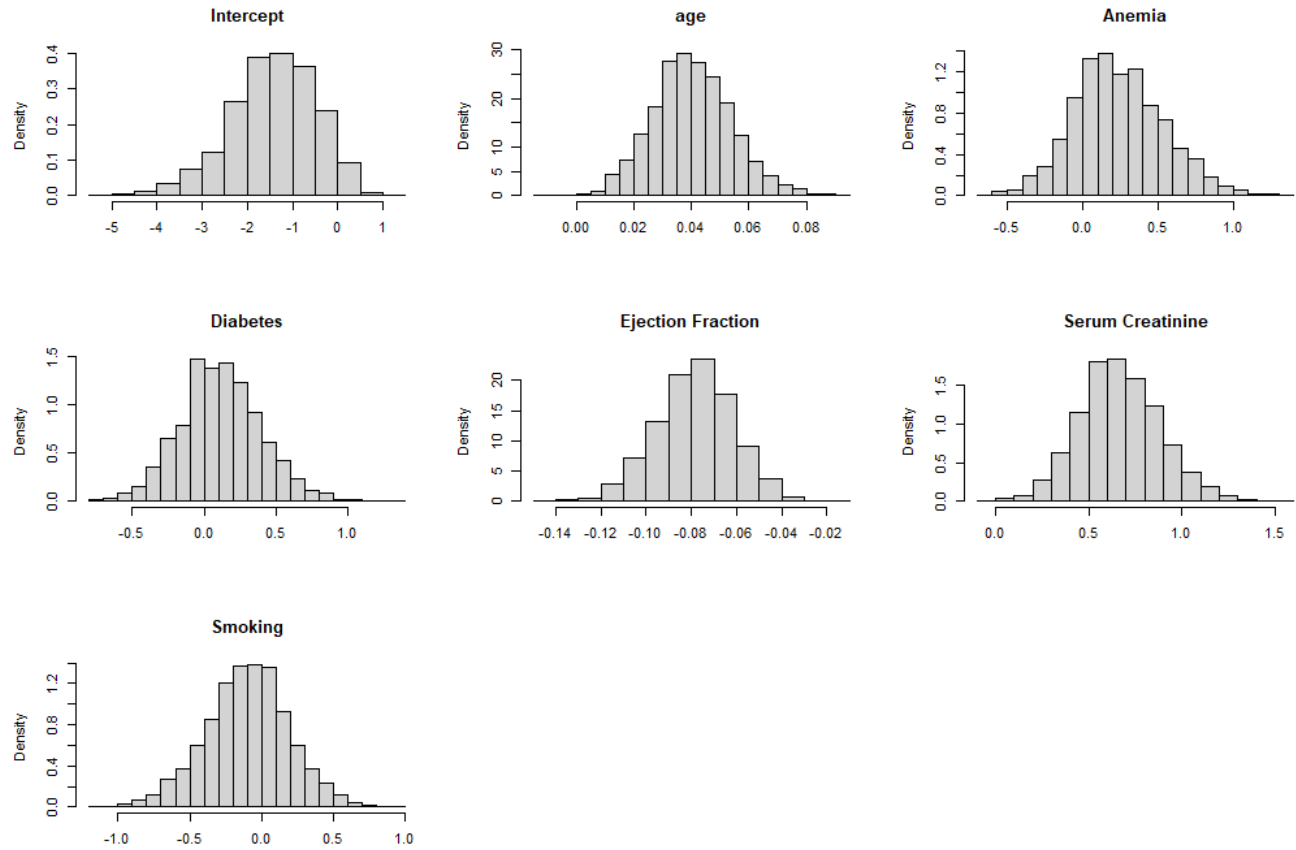 Intercept
Density
0.0 0.1 0.2 0.3 0.4
-5 -4 -3 -2 -1 0 1
age
Density
0 5 10 20 30
0.00 0.02 0.04 0.06 0.08
Anemia
Density
0.0 0.4 0.8 1.2
-0.5 0.0 0.5 1.0
Diabetes
Density
0.0 0.5 1.0 1.5
-0.5 0.0 0.5 1.0
Ejection Fraction
Density
0 5 10 15 20
-0.14 -0.12 -0.10 -0.08 -0.06 -0.04 -0.02
Serum Creatinine
Density
0.0 0.5 1.0 1.5
0.0 0.5 1.0 1.5
Smoking
Density
0.0 0.4 0.8 1.2
-1.0 -0.5 0.0 0.5 1.0